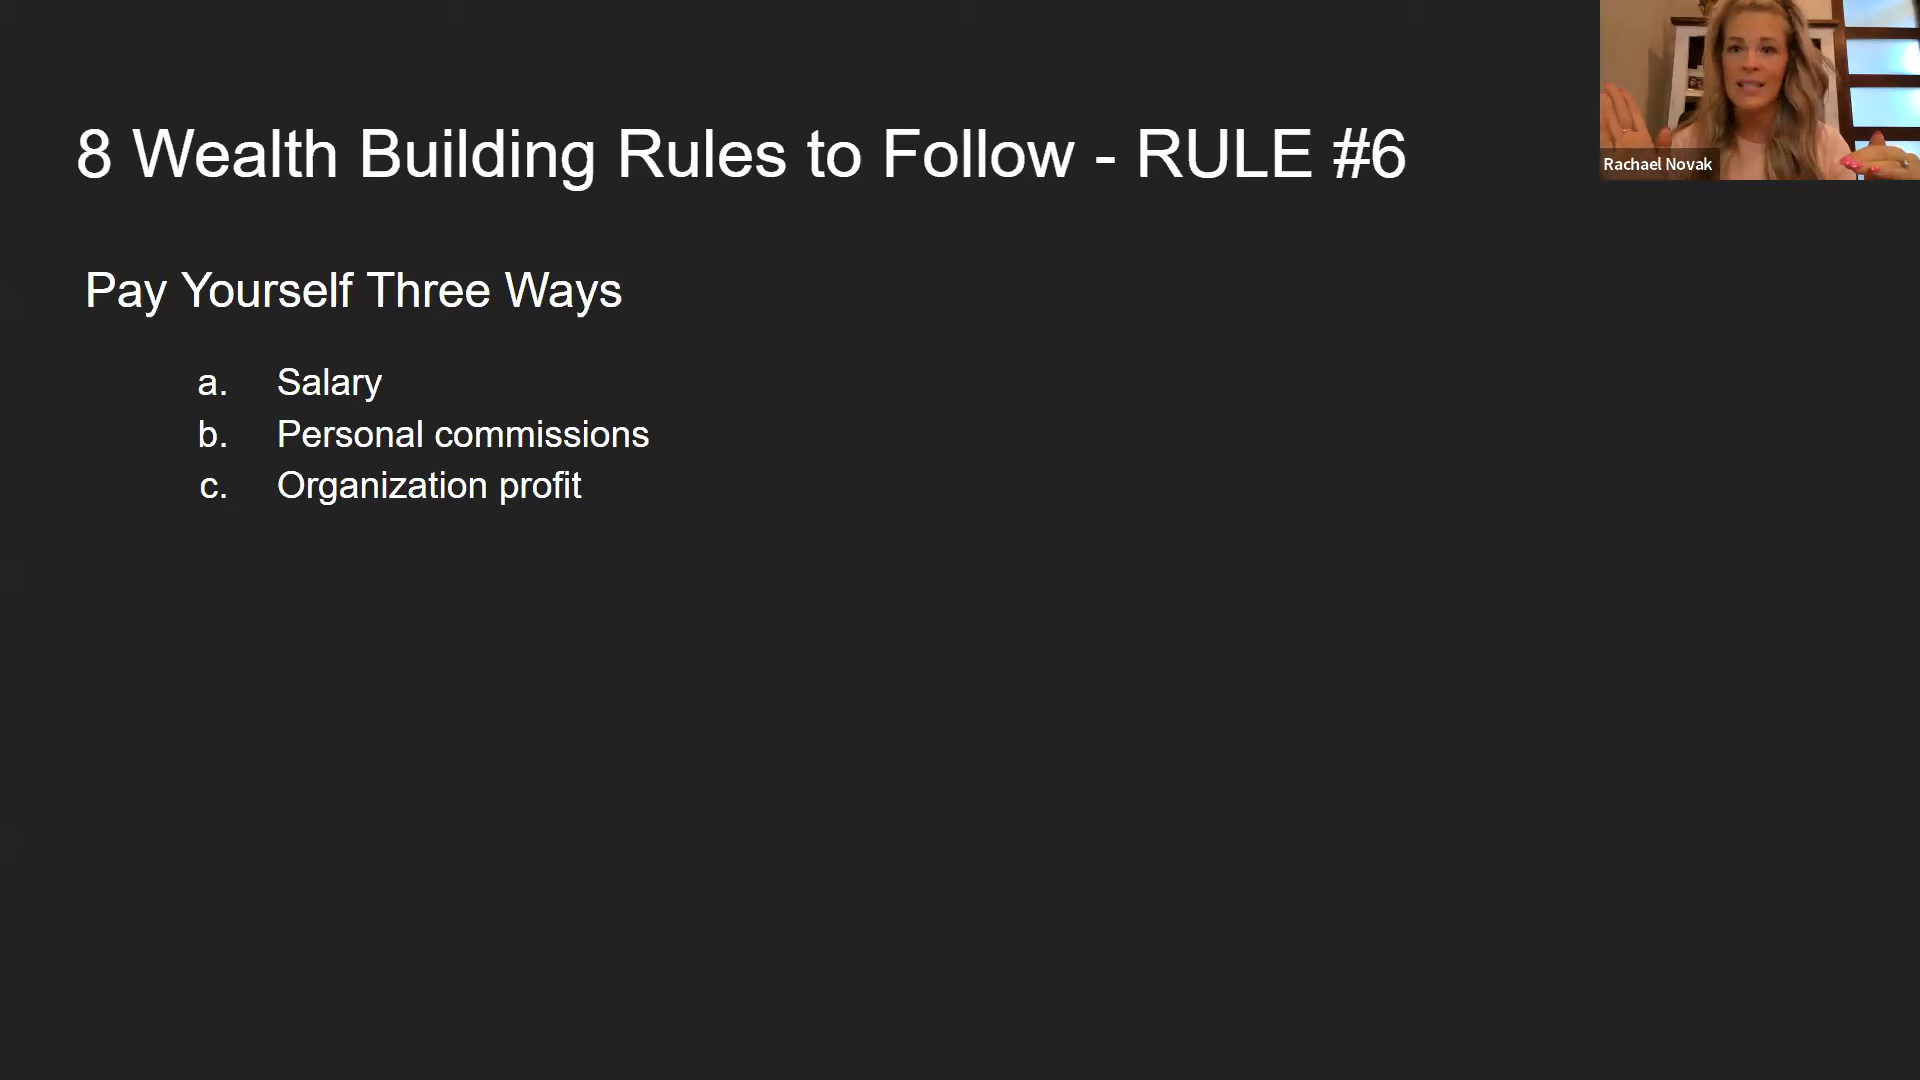 8 Wealth Building Rules to Follow - RULE #6
Rachael Novak
Pay Yourself Three Ways
a. Salary
b. Personal commissions
c. Organization profit